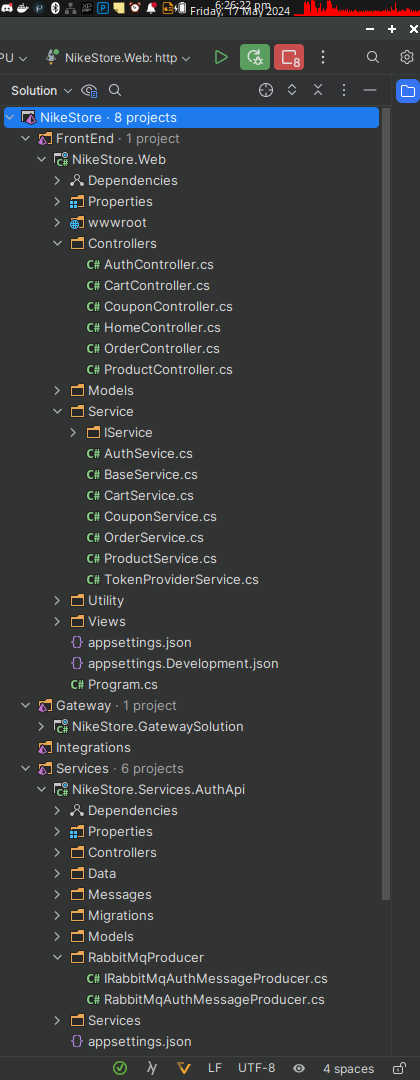 6:26:22 pm
Friday, 17 May 2024
PU
NikeStore.Web: http
8
Solution
NikeStore · 8 projects
FrontEnd · 1 project
NikeStore.Web
Dependencies
Properties
wwwroot
Controllers
C# AuthController.cs
C# CartController.cs
C# CouponController.cs
C# HomeController.cs
C# OrderController.cs
C# ProductController.cs
Models
Service
IService
C# AuthSevice.cs
C# BaseService.cs
C# CartService.cs
C# CouponService.cs
C# OrderService.cs
C# ProductService.cs
C# TokenProviderService.cs
Utility
Views
{} appsettings.json
{} appsettings.Development.json
C# Program.cs
Gateway · 1 project
NikeStore.GatewaySolution
Integrations
Services · 6 projects
NikeStore.Services.AuthApi
Dependencies
Properties
Controllers
Data
Messages
Migrations
Models
RabbitMqProducer
C# IRabbitMqAuthMessageProducer.cs
C# RabbitMqAuthMessageProducer.cs
Services
{} appsettings.json
LF UTF-8 4 spaces